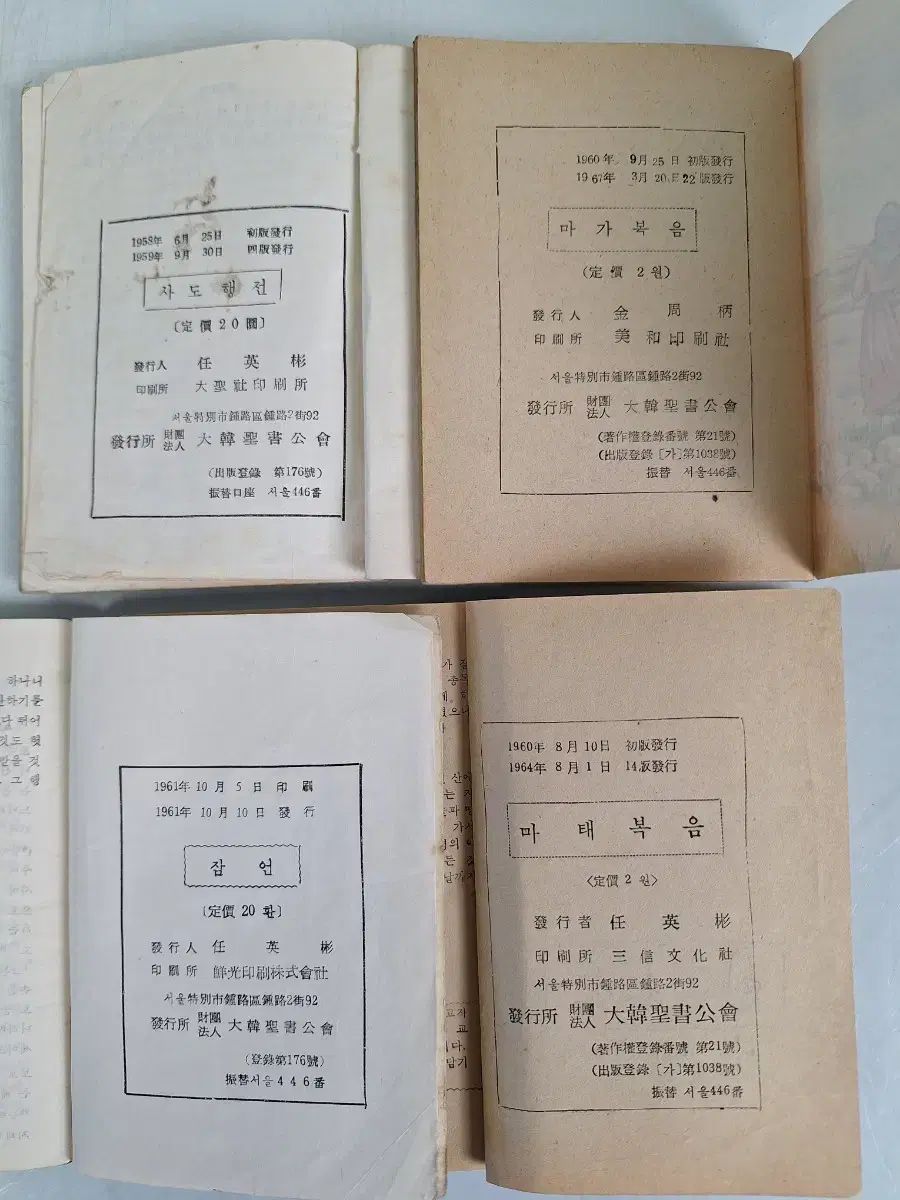 1958年 6月 25日 初版發行
1959年 9月 30日 四版發行
사도행전
〔定價 20圜〕
發行人 任英彬
印刷所 大聖社印刷所
서울特別市鍾路區鍾路2街92
發行所 財團法人 大韓聖書公會
(出版登錄 第176號)
振替口座 서울446番
1960年 9月 25日 初版發行
1967年 3月 20日 22版發行
마가복음
(定價 2원)
發行人 金周柄
印刷所 美和印刷社
서울特別市鍾路區鍾路2街92
發行所 財團法人 大韓聖書公會
(著作權登錄番號 第21號)
(出版登錄 〔가〕第1038號)
振替 서울446番
하나니
것도
받을 것
1961年 10月 5日 印刷
1961年 10月 10日 發行
잠언
〔定價 20환〕
發行人 任英彬
印刷所 鮮光印刷株式會社
서울特別市鍾路區鍾路2街92
發行所 財團法人 大韓聖書公會
(登錄第176號)
振替서울446番
1960年 8月 10日 初版發行
1964年 8月 1日 14版發行
마태복음
〈定價 2원〉
發行者 任英彬
印刷所 三信文化社
서울特別市鍾路區鍾路2街92
發行所 財團法人 大韓聖書公會
(著作權登錄番號 第21號)
(出版登錄 〔가〕第1038號)
振替 서울446番